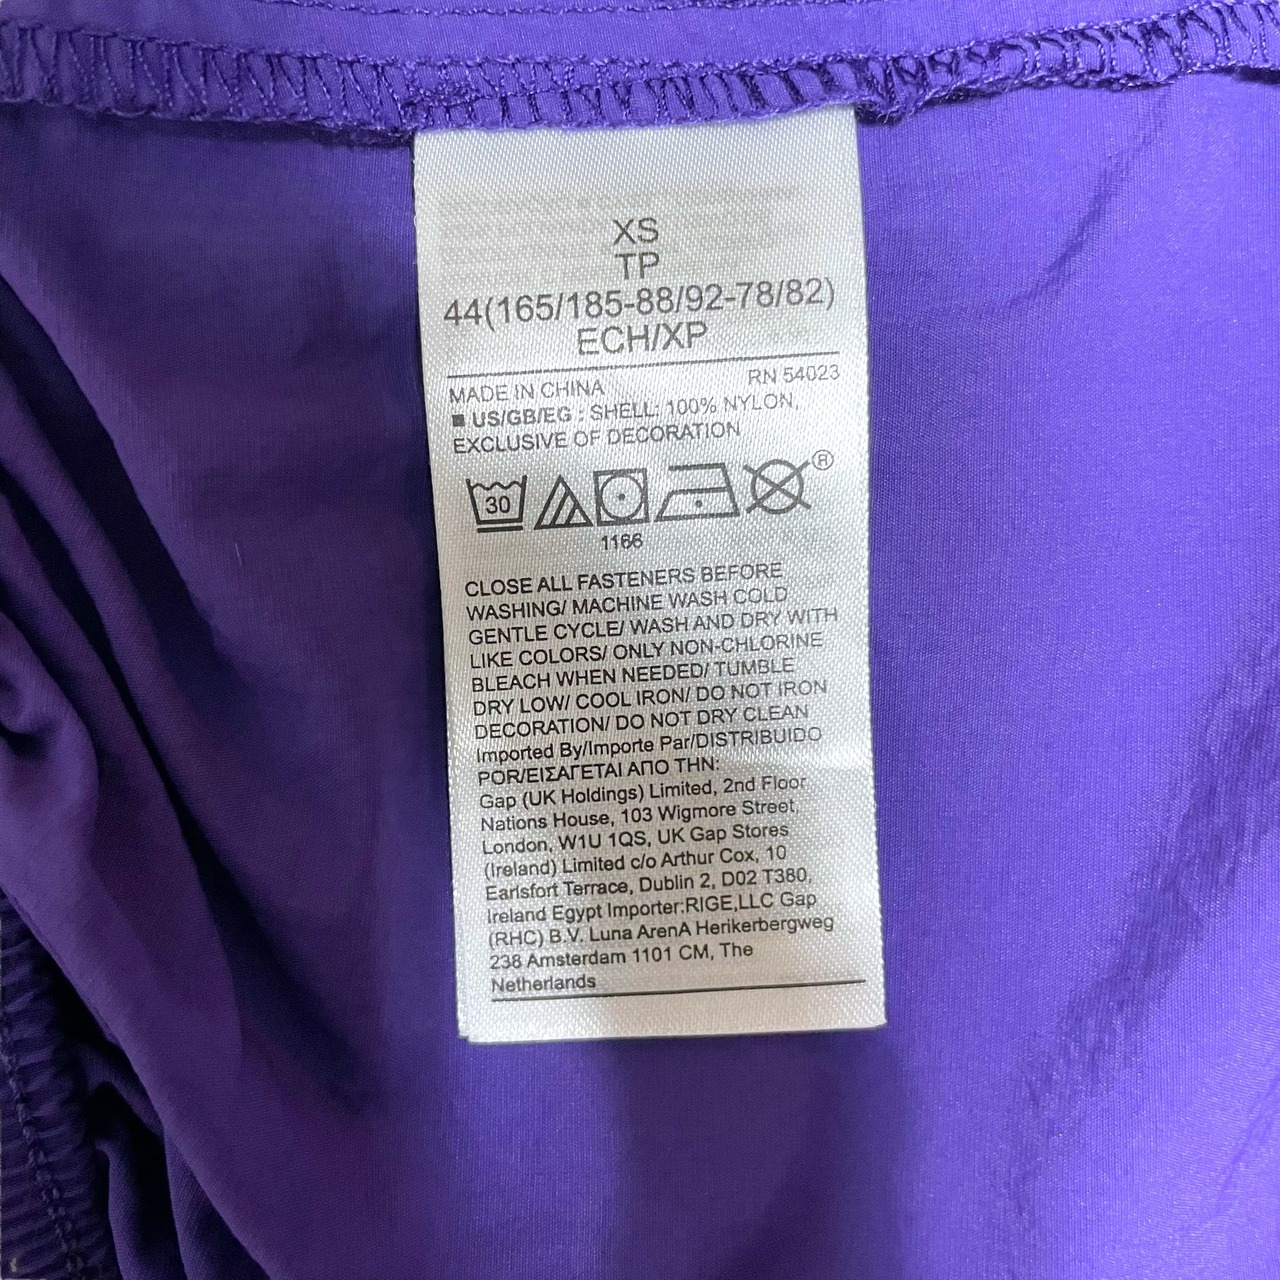 XS
TP
44(165/185-88/92-78/82)
ECH/XP
MADE IN CHINA RN 54023
■ US/GB/EG : SHELL: 100% NYLON,
EXCLUSIVE OF DECORATION
30 ®
1166
CLOSE ALL FASTENERS BEFORE
WASHING/ MACHINE WASH COLD
GENTLE CYCLE/ WASH AND DRY WITH
LIKE COLORS/ ONLY NON-CHLORINE
BLEACH WHEN NEEDED/ TUMBLE
DRY LOW/ COOL IRON/ DO NOT IRON
DECORATION/ DO NOT DRY CLEAN
Imported By/Importe Par/DISTRIBUIDO
POR/ΕΙΣΑΓΕΤΑΙ ΑΠΟ ΤΗΝ:
Gap (UK Holdings) Limited, 2nd Floor
Nations House, 103 Wigmore Street,
London, W1U 1QS, UK Gap Stores
(Ireland) Limited c/o Arthur Cox, 10
Earlsfort Terrace, Dublin 2, D02 T380,
Ireland Egypt Importer:RIGE,LLC Gap
(RHC) B.V. Luna ArenA Herikerbergweg
238 Amsterdam 1101 CM, The
Netherlands